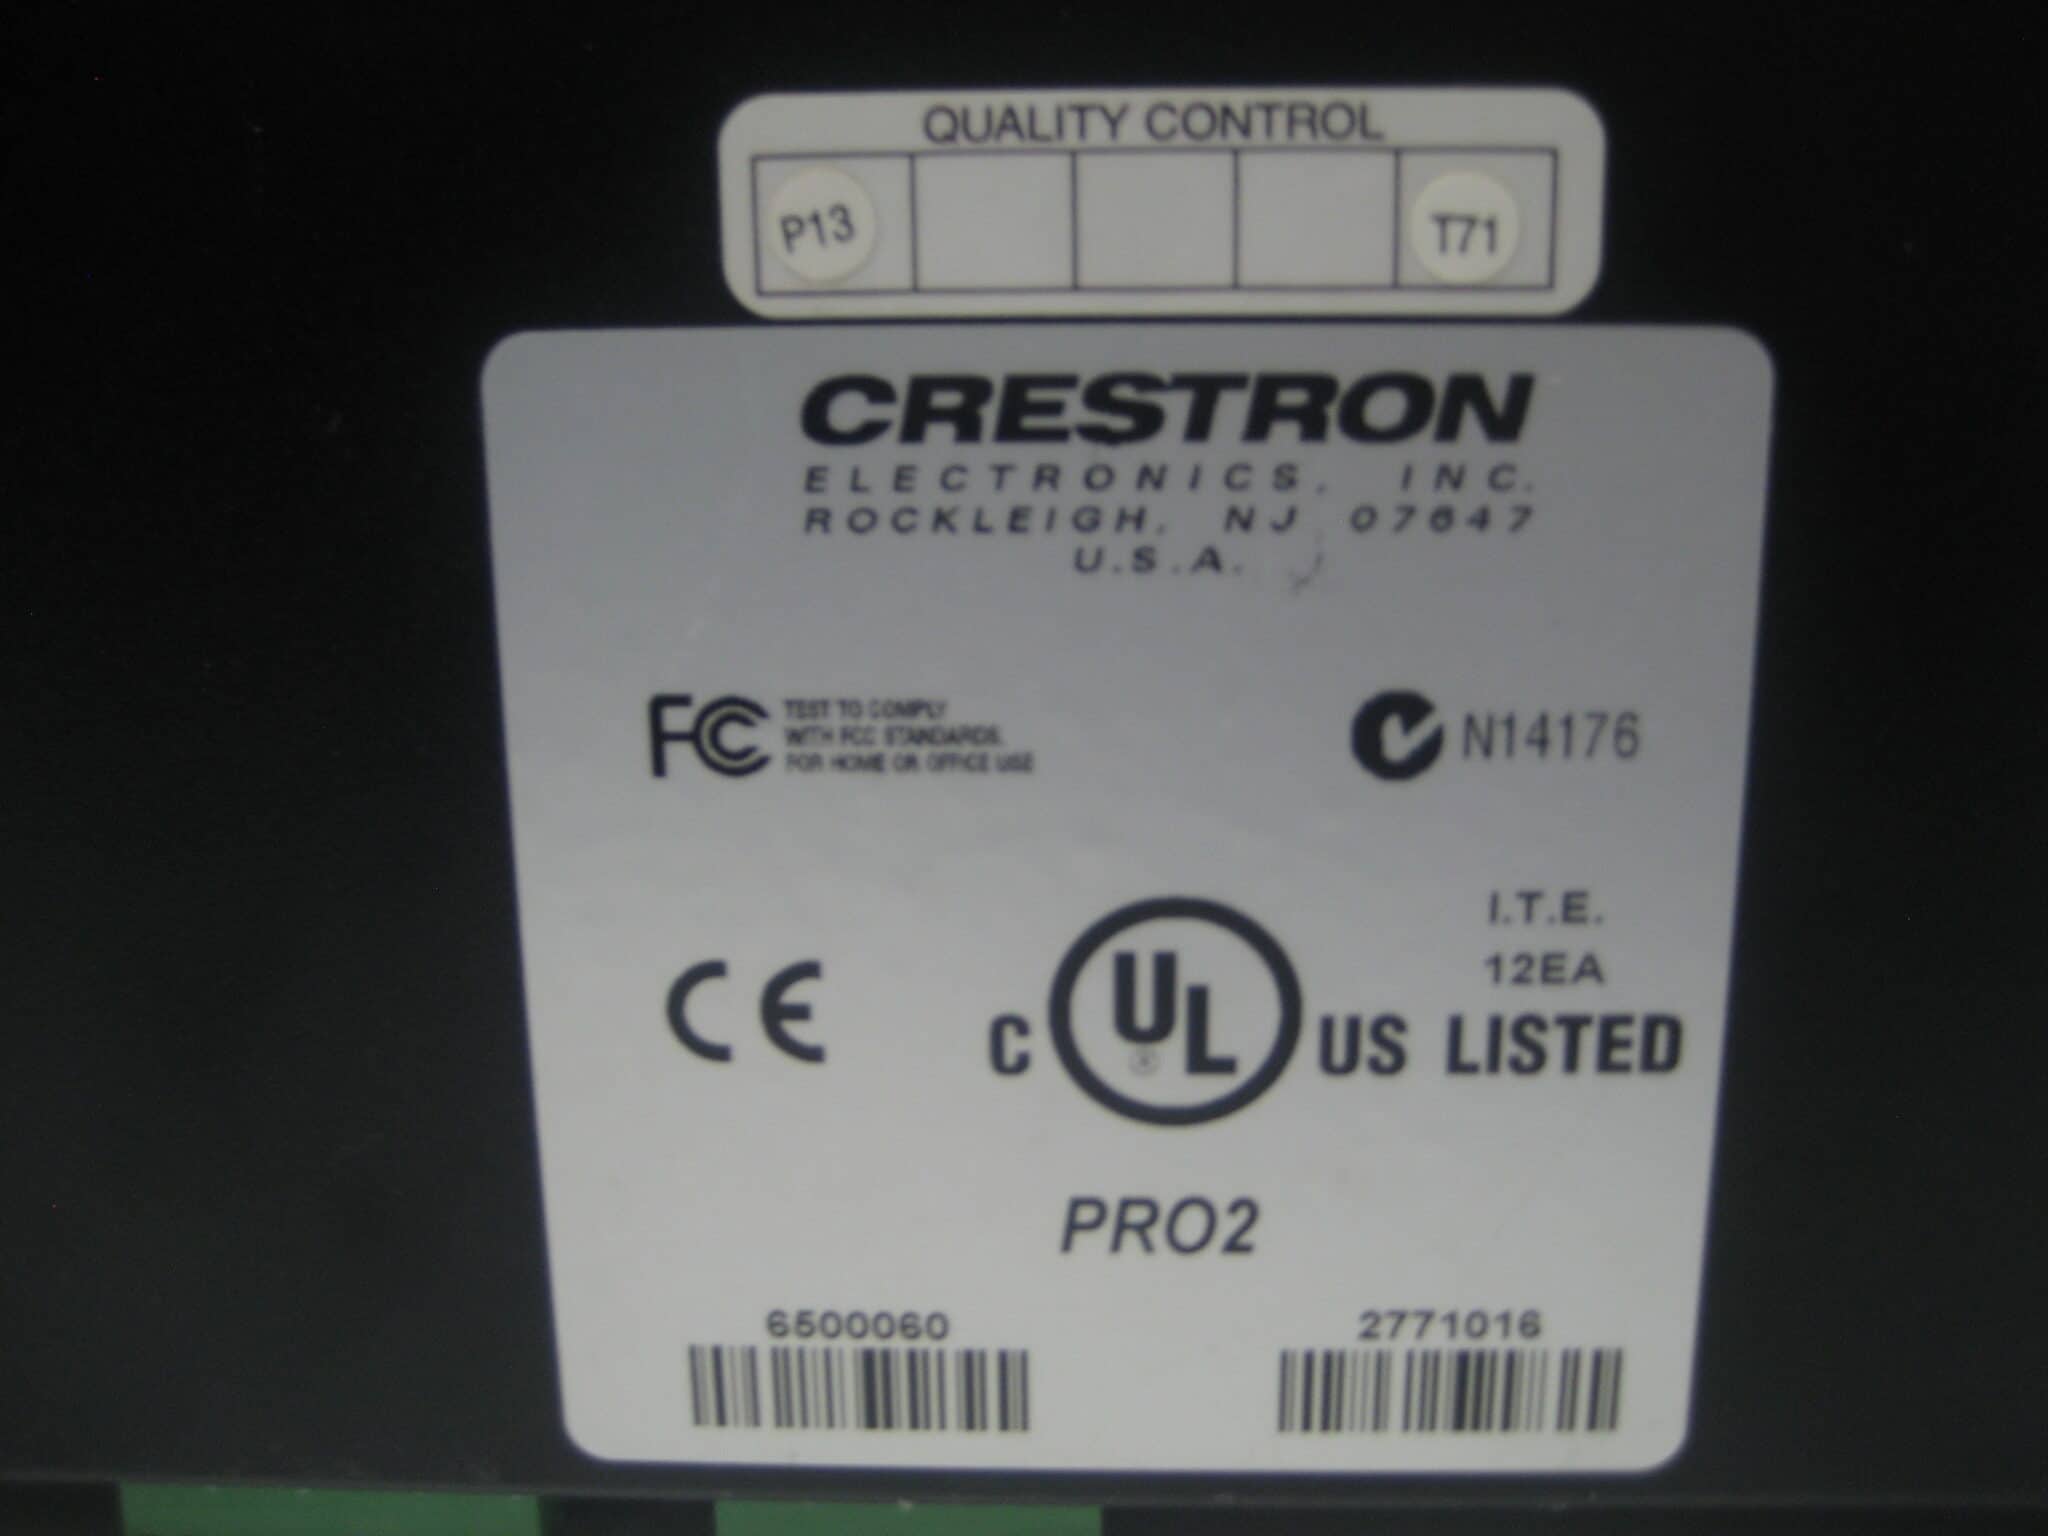 QUALITY CONTROL
P13 T71
CRESTRON
ELECTRONICS, INC.
ROCKLEIGH, NJ 07647
U.S.A.
FC TEST TO COMPLY
WITH FCC STANDARDS
FOR HOME OR OFFICE USE
N14176
I.T.E.
12EA
CE
C UL® US LISTED
PRO2
6500060 2771016